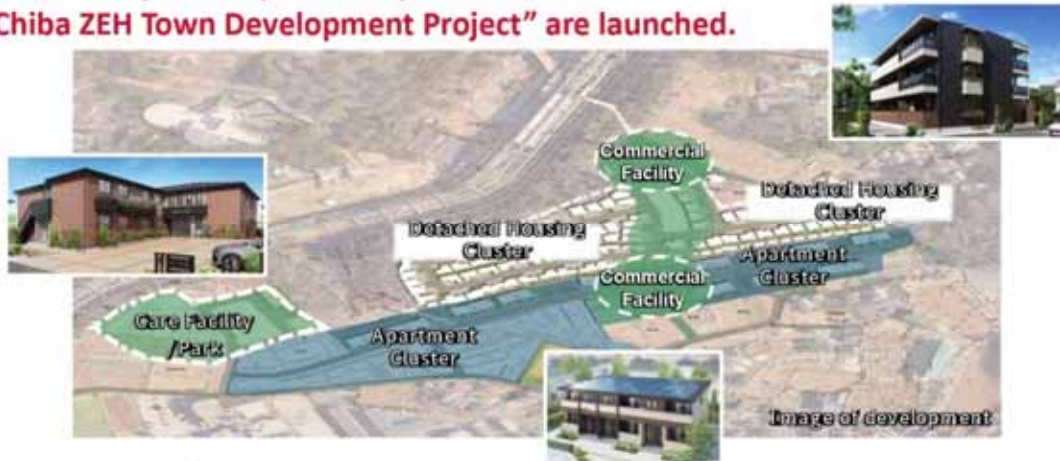 Chiba ZEH Town Development Project” are launched.
Commercial
Facility
Detached Housing
Cluster
Detached Housing
Cluster
Apartment
Cluster
Commercial
Facility
Care Facility
/Park
Apartment
Cluster
Image of development